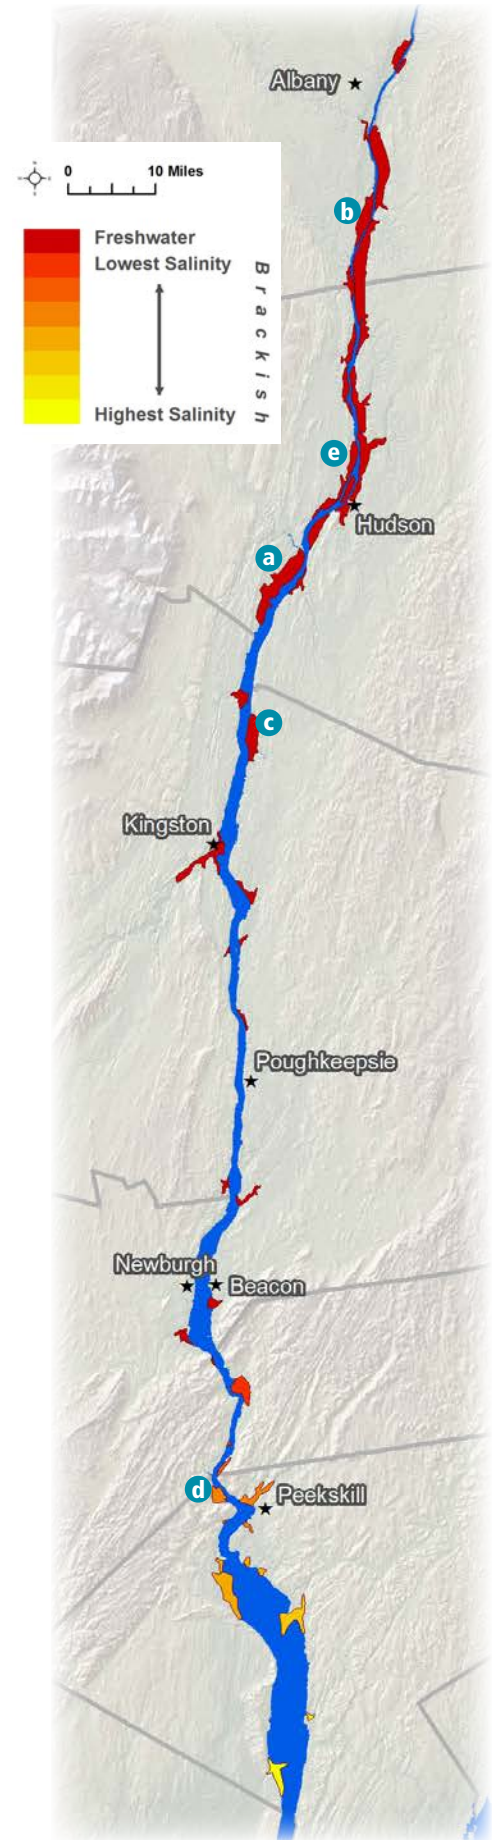 Albany
N
W
E
S
0
10 Miles
Freshwater
Lowest Salinity
Brackish
Highest Salinity
b
e
Hudson
a
c
Kingston
Poughkeepsie
Newburgh
Beacon
d
Peekskill